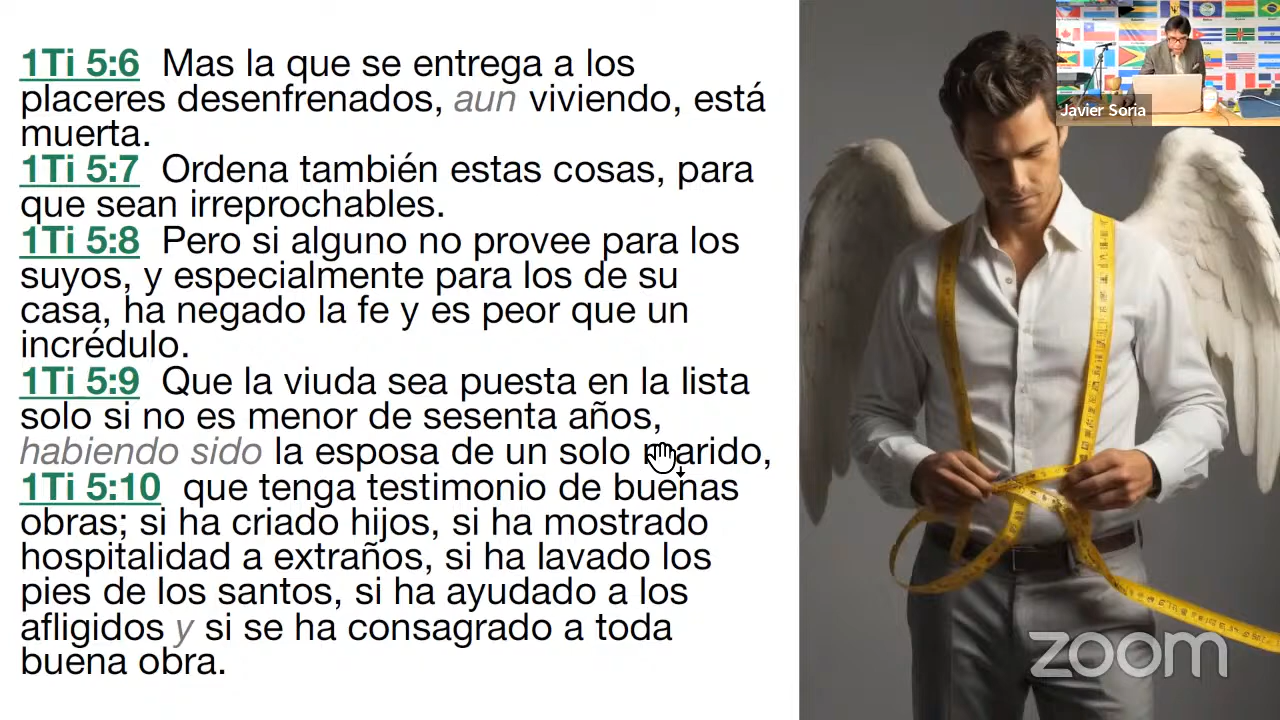 1Ti 5:6 Mas la que se entrega a los
placeres desenfrenados, aun viviendo, está
muerta.
1Ti 5:7 Ordena también estas cosas, para
que sean irreprochables.
1Ti 5:8 Pero si alguno no provee para los
suyos, y especialmente para los de su
casa, ha negado la fe y es peor que un
incrédulo.
1Ti 5:9 Que la viuda sea puesta en la lista
solo si no es menor de sesenta años,
habiendo sido la esposa de un solo marido,
1Ti 5:10 que tenga testimonio de buenas
obras; si ha criado hijos, si ha mostrado
hospitalidad a extraños, si ha lavado los
pies de los santos, si ha ayudado a los
afligidos y si se ha consagrado a toda
buena obra.
Javier Soria
zoom